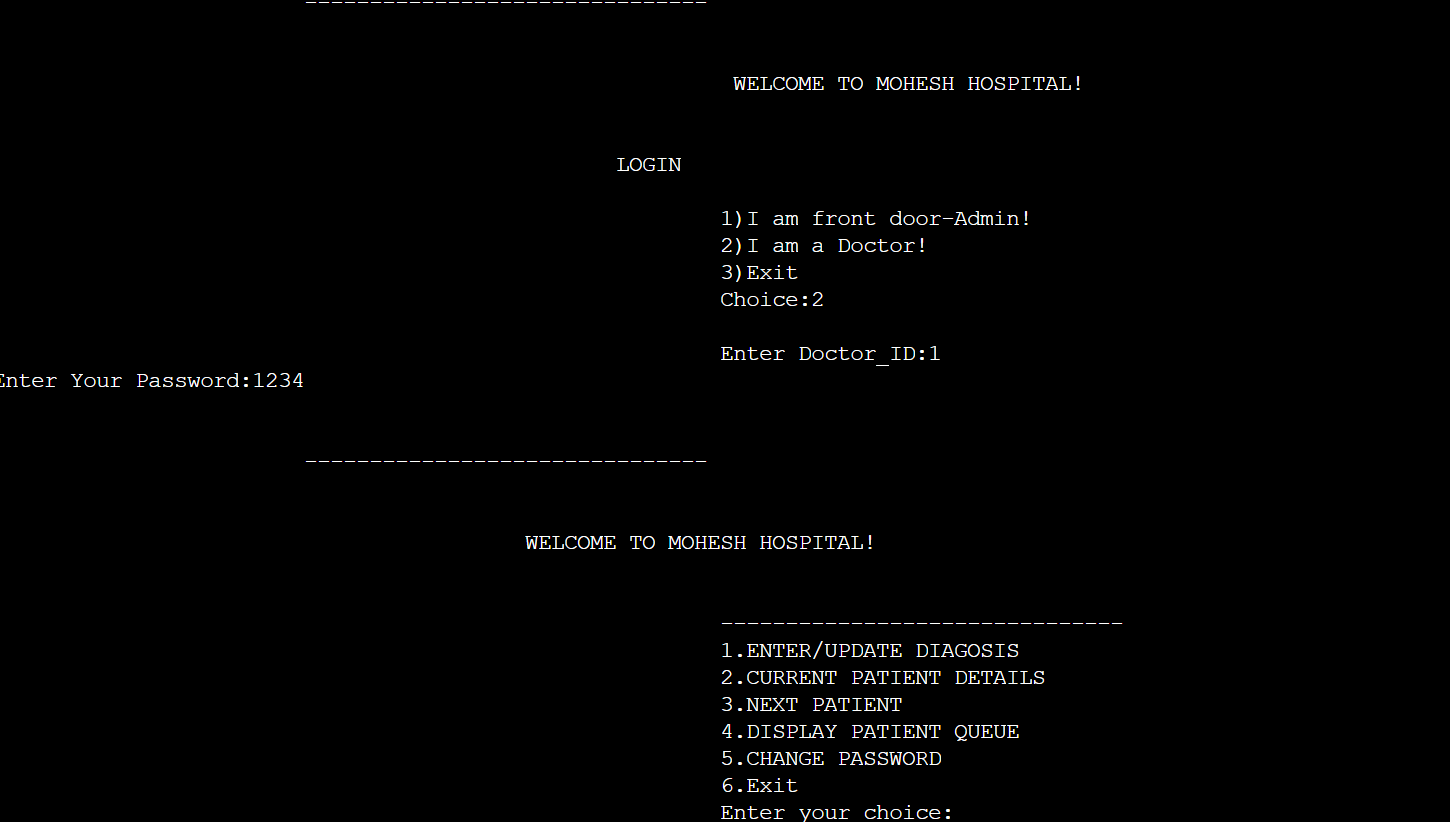 -------------------------------
WELCOME TO MOHESH HOSPITAL!
LOGIN
1)I am front door-Admin!
2)I am a Doctor!
3)Exit
Choice:2
Enter Doctor_ID:1
Enter Your Password:1234
-------------------------------
WELCOME TO MOHESH HOSPITAL!
-------------------------------
1.ENTER/UPDATE DIAGOSIS
2.CURRENT PATIENT DETAILS
3.NEXT PATIENT
4.DISPLAY PATIENT QUEUE
5.CHANGE PASSWORD
6.Exit
Enter your choice: